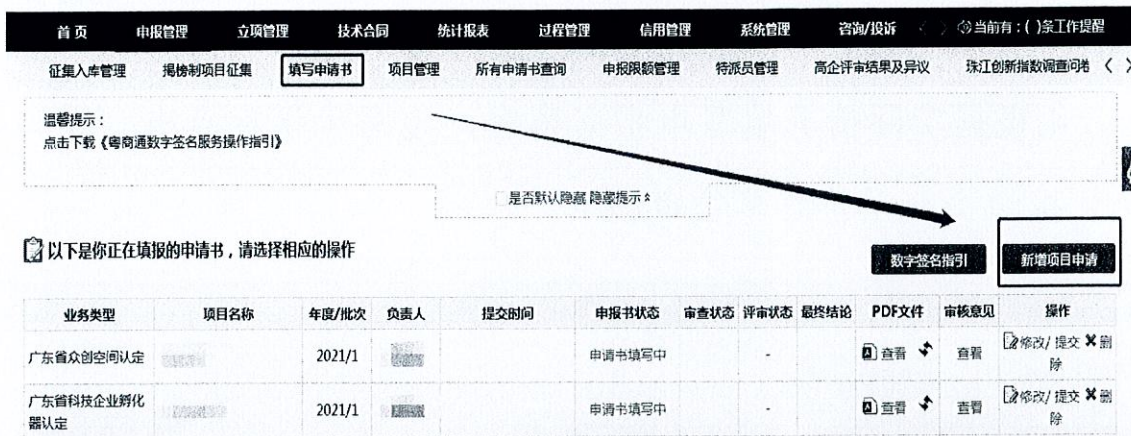 首页 申报管理 立项管理 技术合同 统计报表 过程管理 信用管理 系统管理 咨询/投诉 当前有：( )条工作提醒
征集入库管理 揭榜制项目征集 填写申请书 项目管理 所有申请书查询 申报限额管理 特派员管理 高企评审结果及异议 珠江创新指数调查问卷
温馨提示：
点击下载《粤商通数字签名服务操作指引》
是否默认隐藏 隐藏提示
以下是你正在填报的申请书，请选择相应的操作
数字签名指引 新增项目申请
业务类型 项目名称 年度/批次 负责人 提交时间 申报书状态 审查状态 评审状态 最终结论 PDF文件 审核意见 操作
广东省众创空间认定 2021/1 申请书填写中 - 查看 查看 修改/ 提交 删
除
广东省科技企业孵化
器认定 2021/1 申请书填写中 - 查看 查看 修改/ 提交 删
除